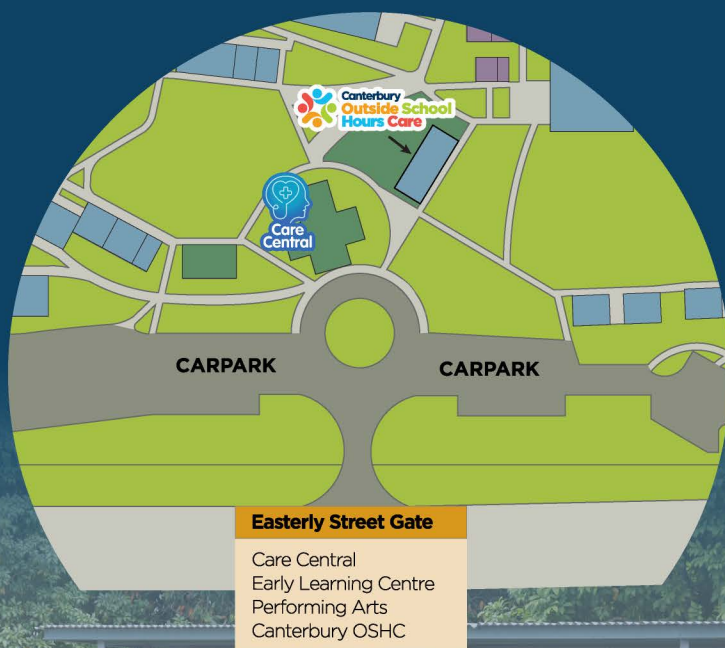 Canterbury
Outside School
Hours Care
Care
Central
CARPARK
CARPARK
Easterly Street Gate
Care Central
Early Learning Centre
Performing Arts
Canterbury OSHC